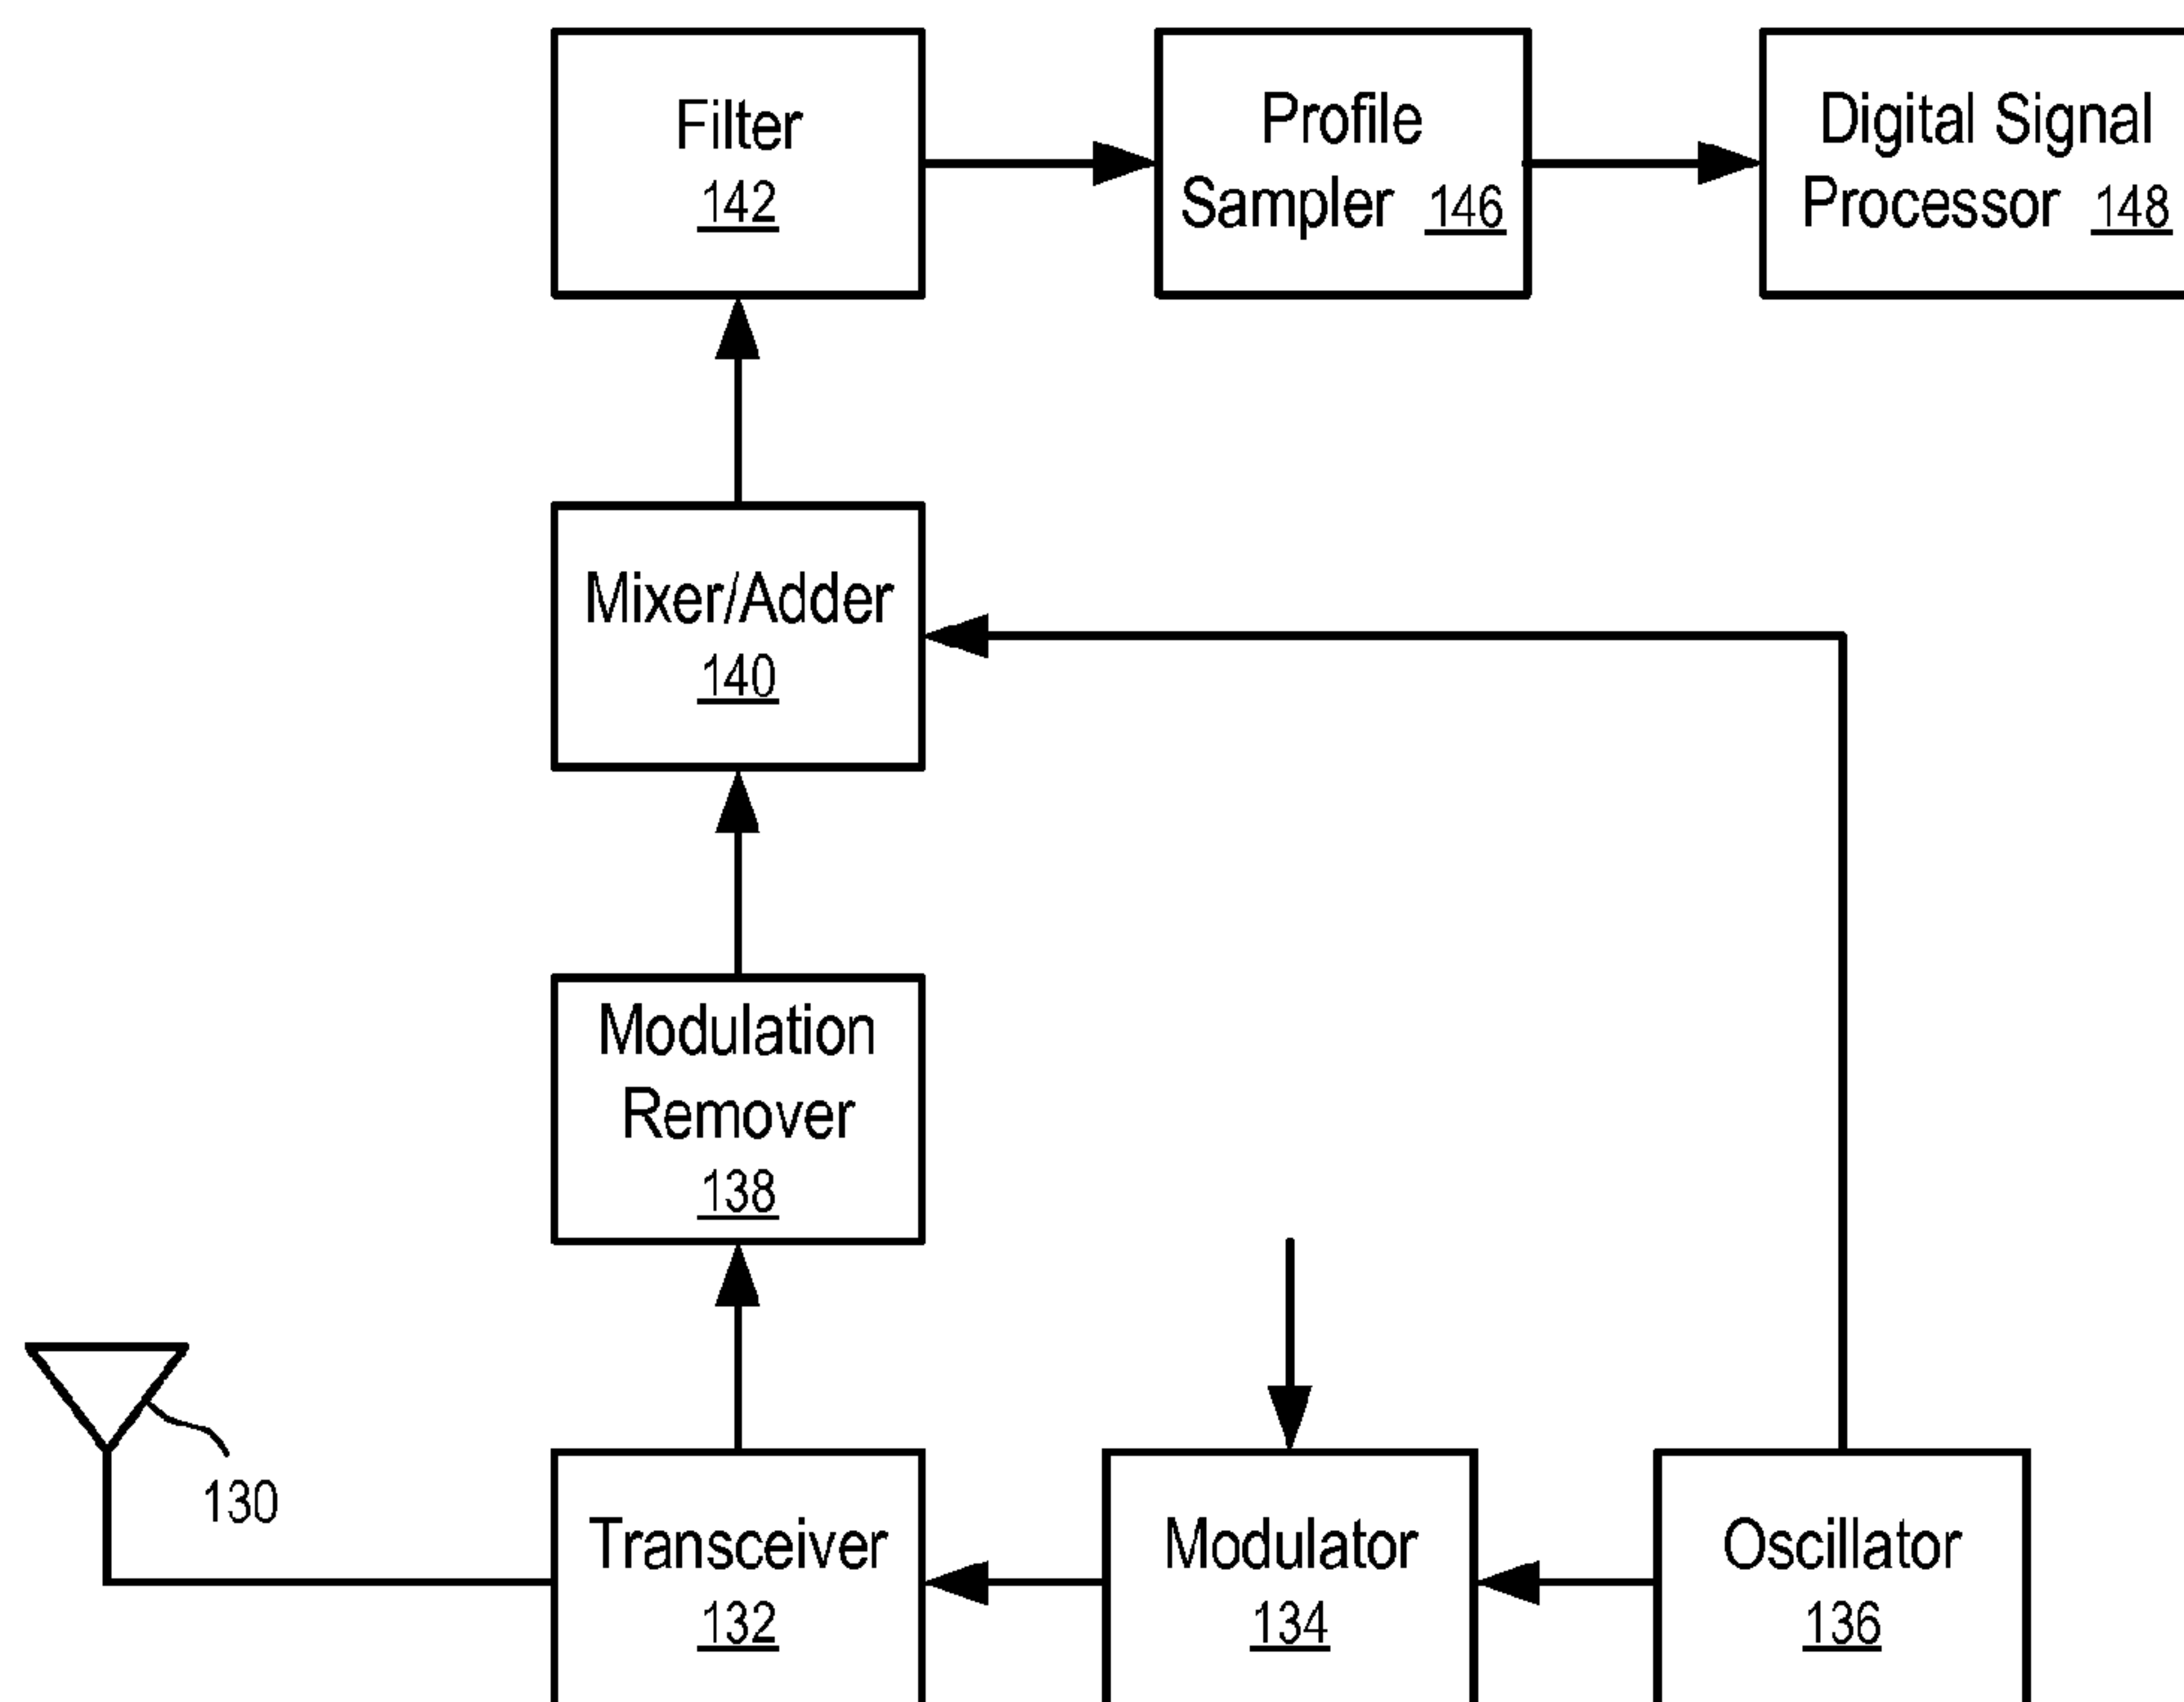 Filter
142
Profile
Sampler 146
Digital Signal
Processor 148
Mixer/Adder
140
Modulation
Remover
138
130
Transceiver
132
Modulator
134
Oscillator
136